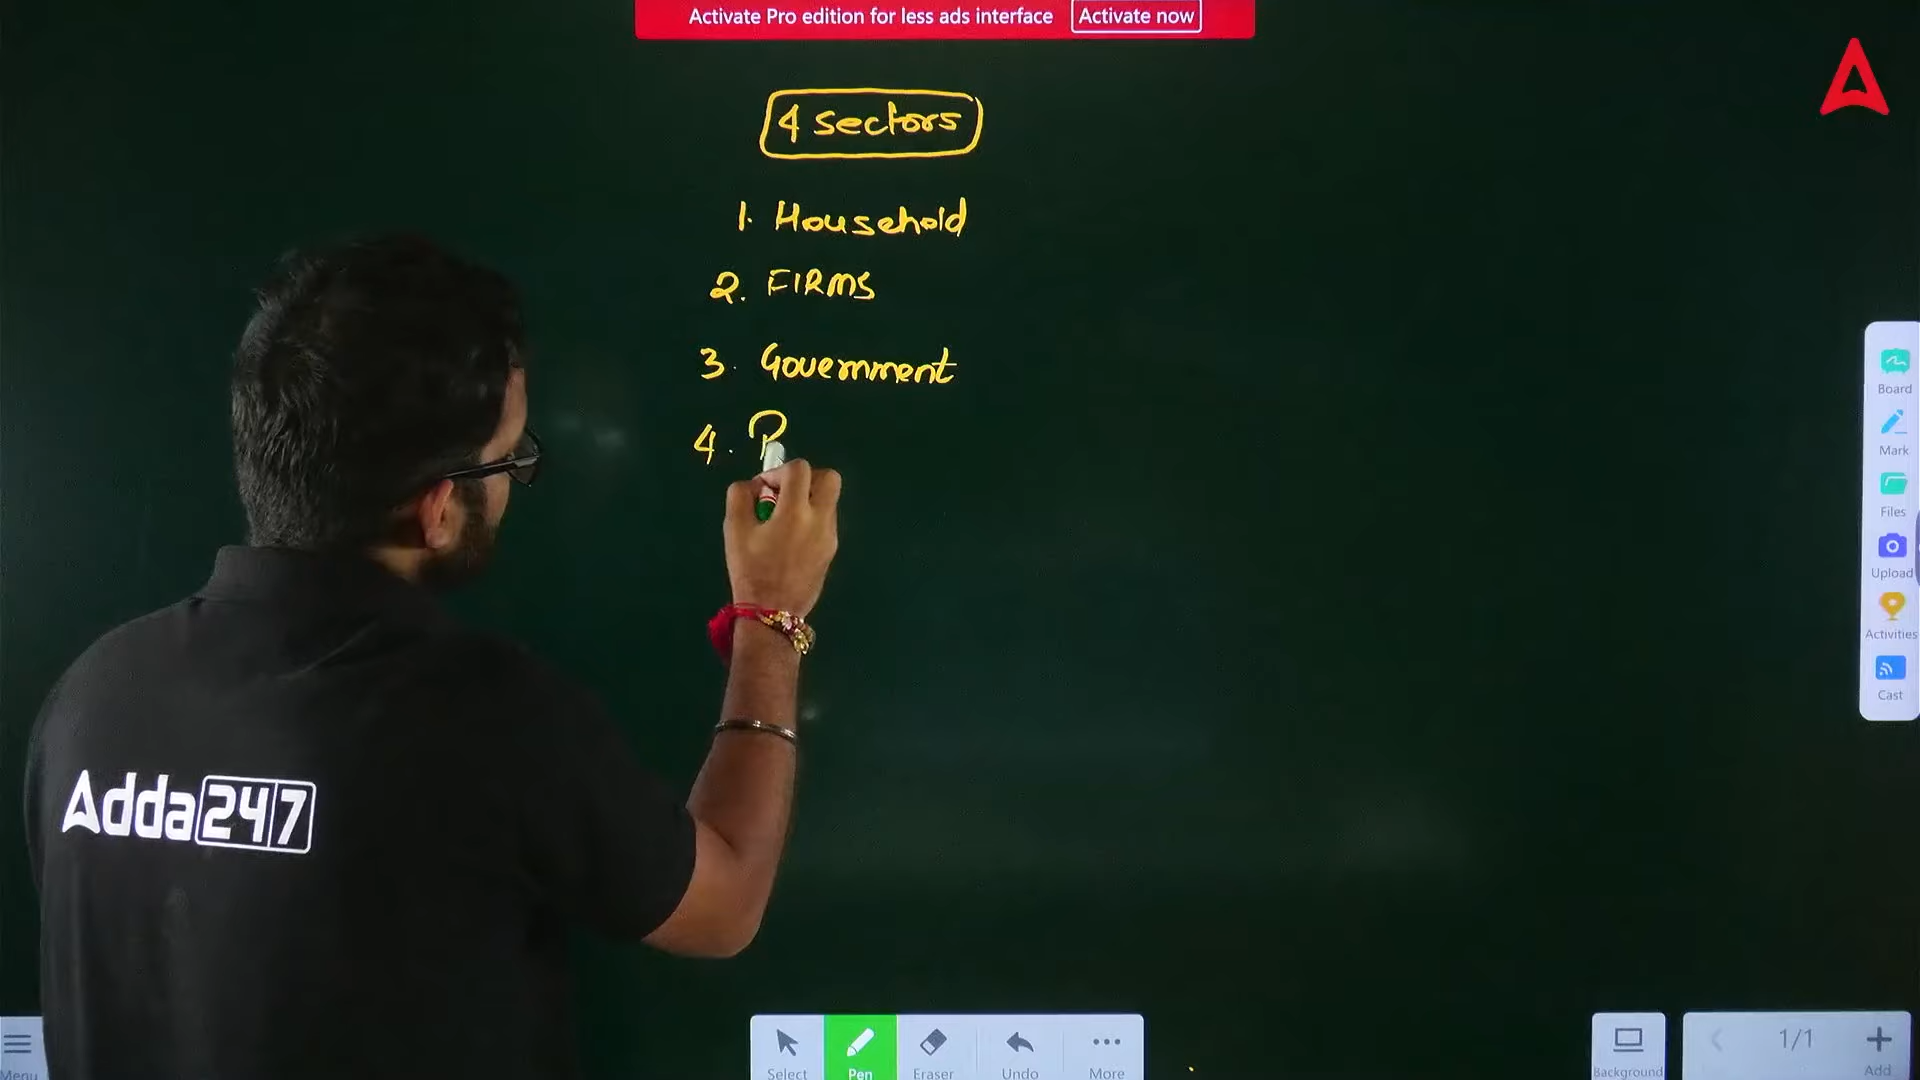 Activate Pro edition for less ads interface Activate now
4 sectors
1. Household
2. FIRMS
3. Government
4.
Board
Mark
Files
Upload
Activities
Cast
Adda247
Menu
Select Pen Eraser Undo More
Background
1/1
Add